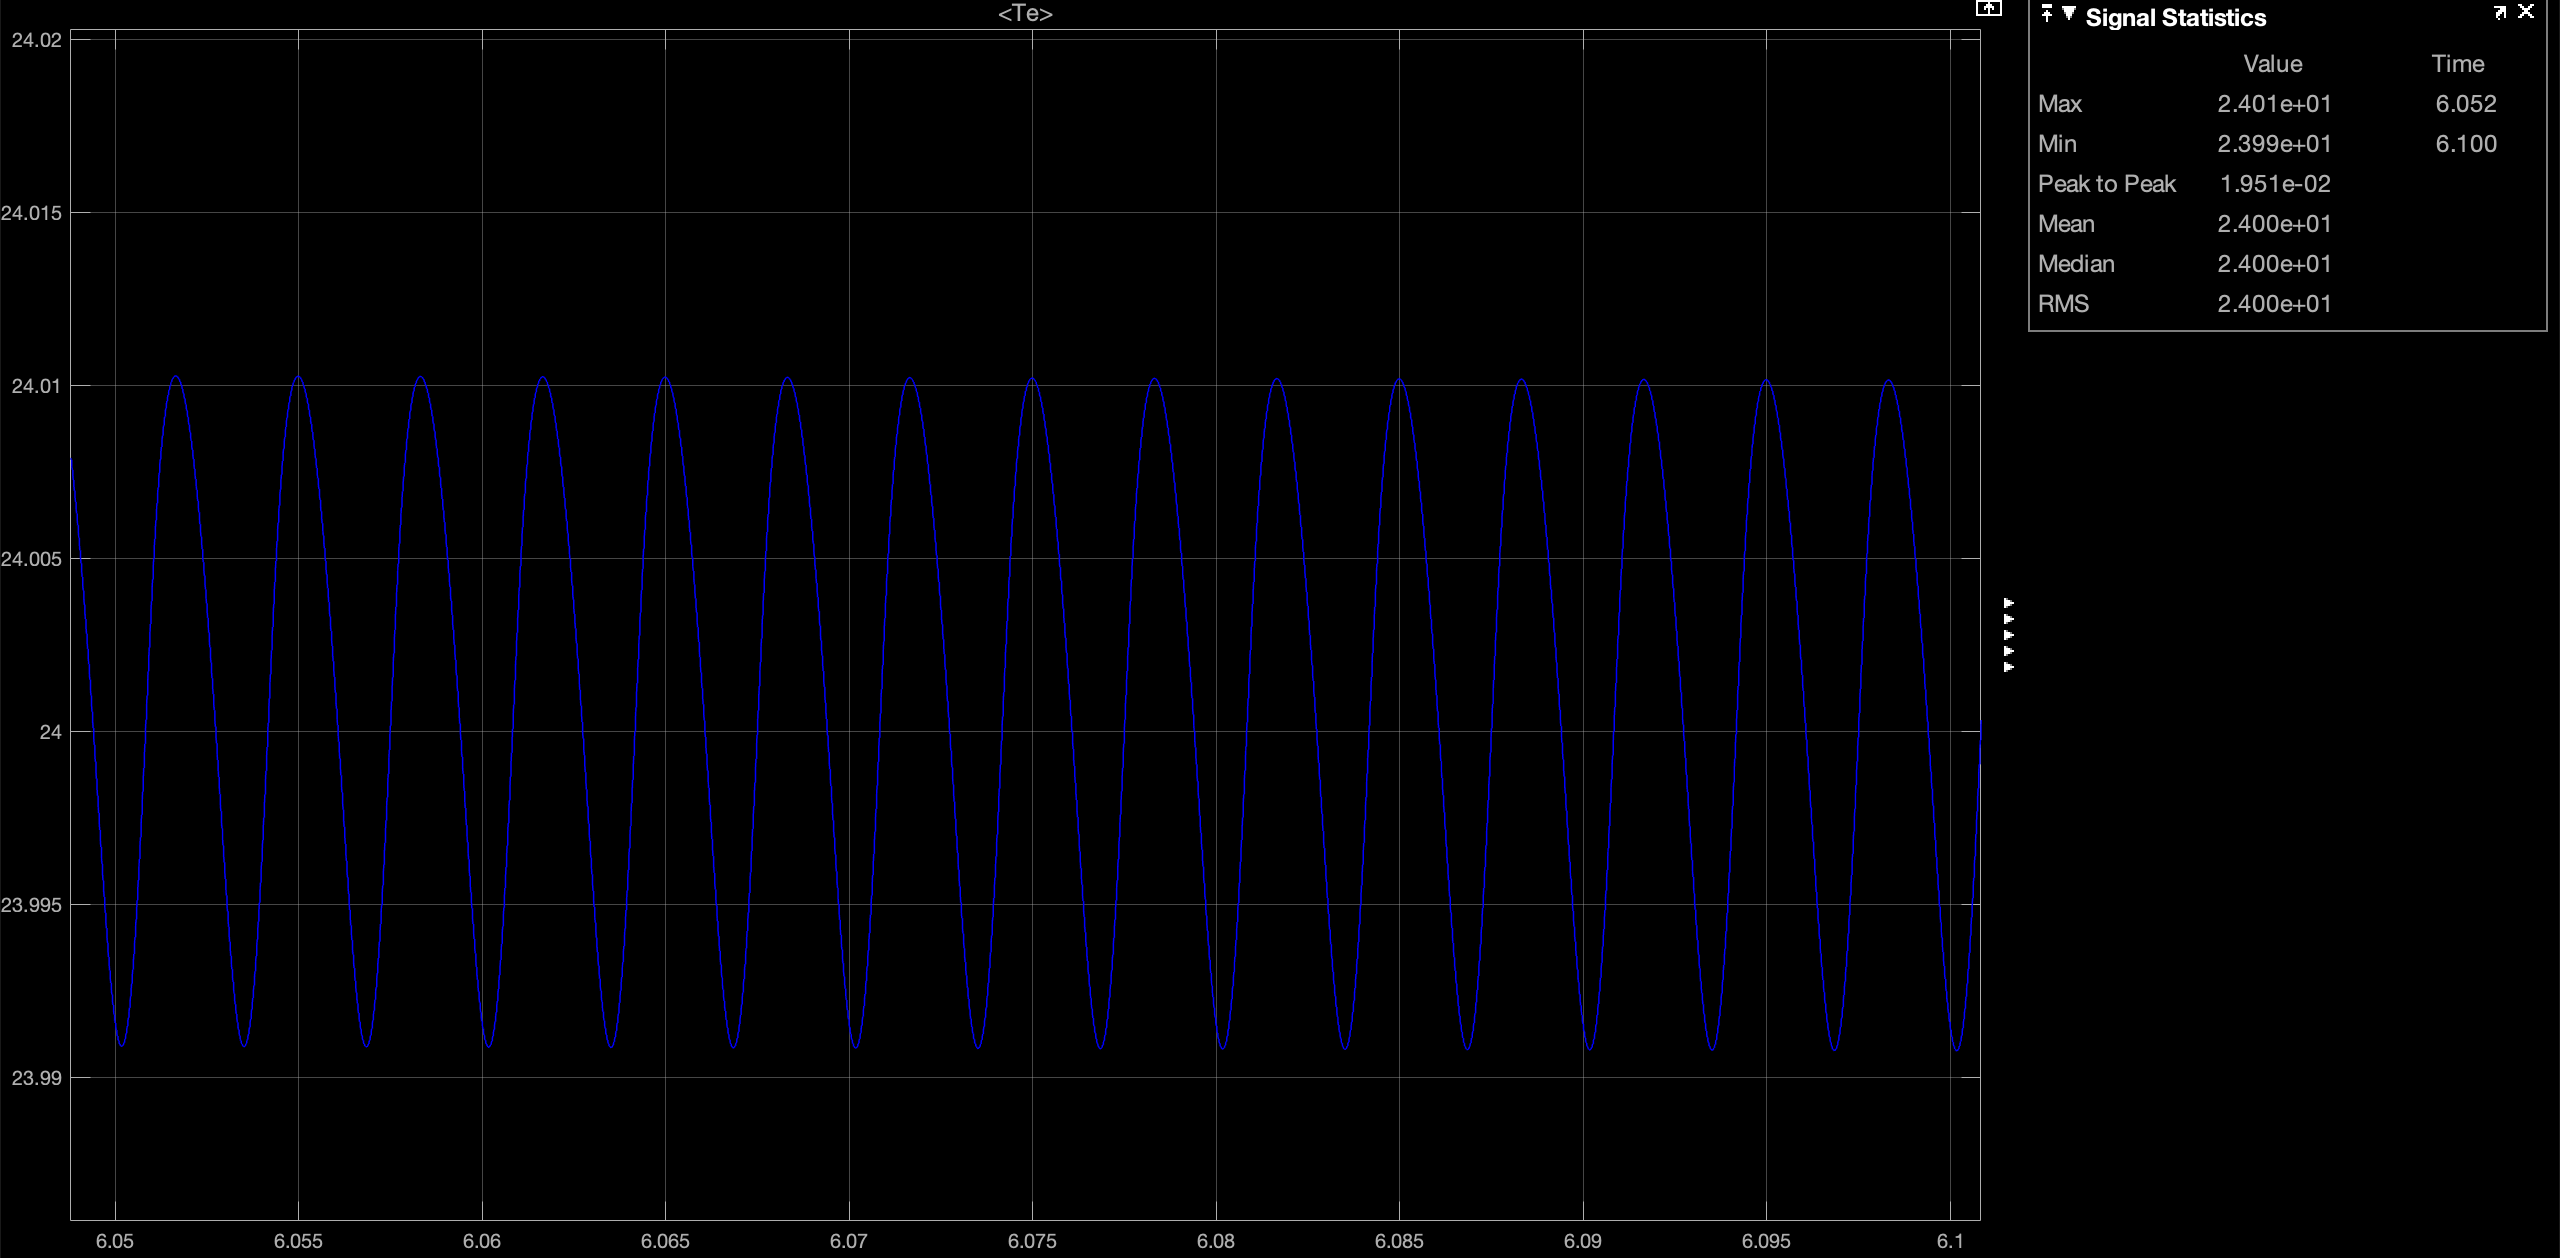 <Te>
24.02
24.015
24.01
24.005
24
23.995
23.99
6.05 6.055 6.06 6.065 6.07 6.075 6.08 6.085 6.09 6.095 6.1
Signal Statistics
Value Time
Max 2.401e+01 6.052
Min 2.399e+01 6.100
Peak to Peak 1.951e-02
Mean 2.400e+01
Median 2.400e+01
RMS 2.400e+01